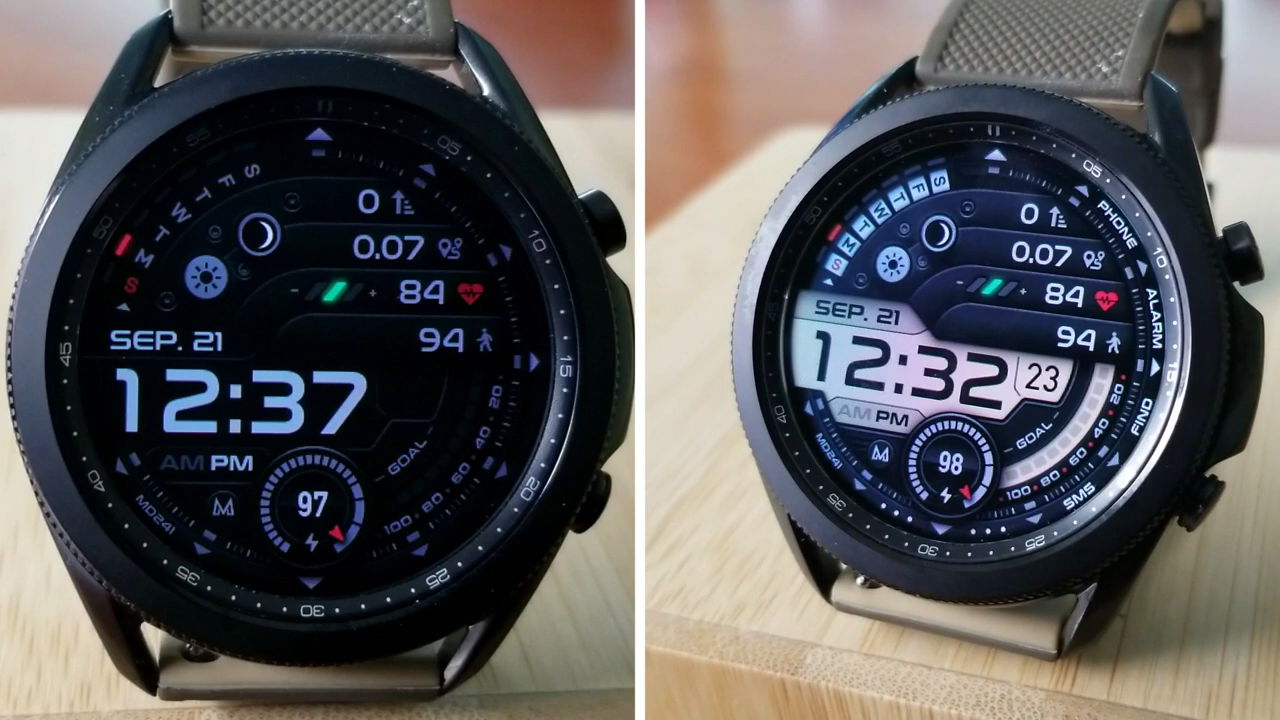 55
05
50
10
45
15
40
20
35
25
30
S
F
T
W
T
M
S
0
0.07
- + 84
94
SEP. 21
12:37
AM PM
GOAL
20 40 60 80 100
MD241
97
55
05
50
10
15
40
35
25
30
S
F
T
W
T
M
S
PHONE
ALARM
FIND
SMS
0
0.07
- + 84
94
SEP. 21
12:32 23
AM PM
GOAL
20 40 60 80 100
MD241
98